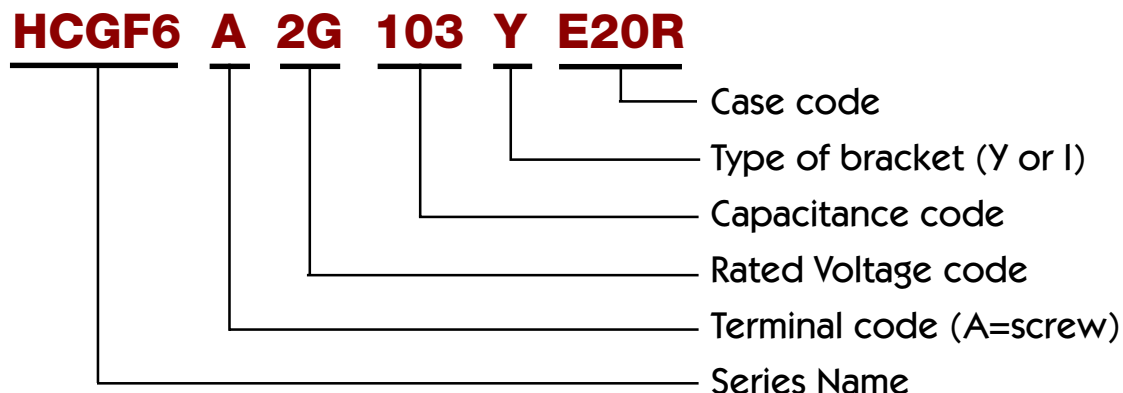 HCGF6 A 2G 103 Y E20R
Case code
Type of bracket (Y or I)
Capacitance code
Rated Voltage code
Terminal code (A=screw)
Series Name